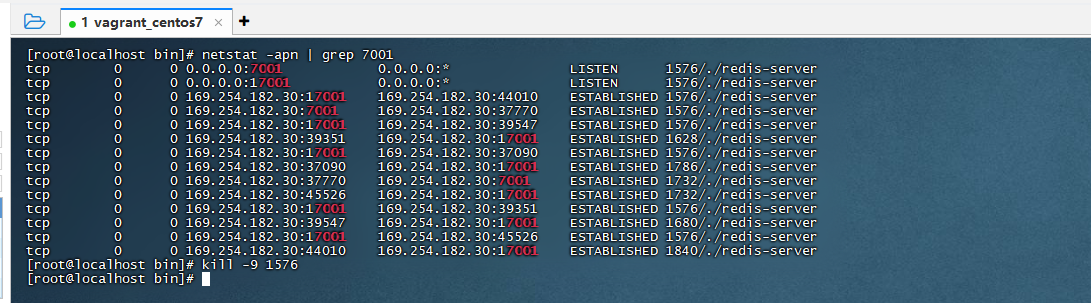 1 vagrant_centos7 × +
[root@localhost bin]# netstat -apn | grep 7001
tcp 0 0 0.0.0.0:7001 0.0.0.0:* LISTEN 1576/./redis-server
tcp 0 0 0.0.0.0:17001 0.0.0.0:* LISTEN 1576/./redis-server
tcp 0 0 169.254.182.30:17001 169.254.182.30:44010 ESTABLISHED 1576/./redis-server
tcp 0 0 169.254.182.30:7001 169.254.182.30:37770 ESTABLISHED 1576/./redis-server
tcp 0 0 169.254.182.30:17001 169.254.182.30:39547 ESTABLISHED 1576/./redis-server
tcp 0 0 169.254.182.30:39351 169.254.182.30:17001 ESTABLISHED 1628/./redis-server
tcp 0 0 169.254.182.30:17001 169.254.182.30:37090 ESTABLISHED 1576/./redis-server
tcp 0 0 169.254.182.30:37090 169.254.182.30:17001 ESTABLISHED 1786/./redis-server
tcp 0 0 169.254.182.30:37770 169.254.182.30:7001 ESTABLISHED 1732/./redis-server
tcp 0 0 169.254.182.30:45526 169.254.182.30:17001 ESTABLISHED 1732/./redis-server
tcp 0 0 169.254.182.30:17001 169.254.182.30:39351 ESTABLISHED 1576/./redis-server
tcp 0 0 169.254.182.30:39547 169.254.182.30:17001 ESTABLISHED 1680/./redis-server
tcp 0 0 169.254.182.30:17001 169.254.182.30:45526 ESTABLISHED 1576/./redis-server
tcp 0 0 169.254.182.30:44010 169.254.182.30:17001 ESTABLISHED 1840/./redis-server
[root@localhost bin]# kill -9 1576
[root@localhost bin]#